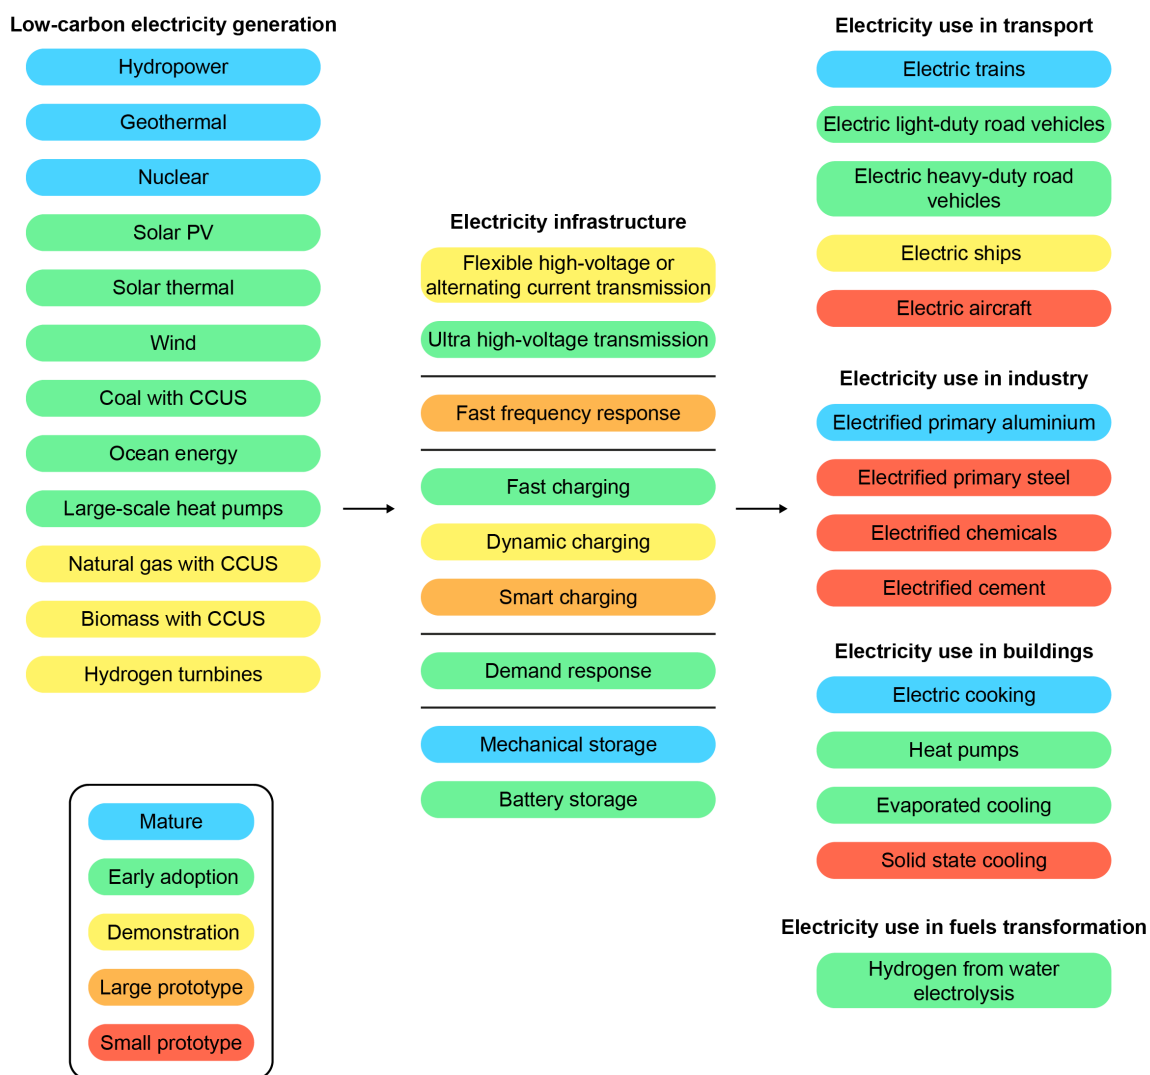 Low-carbon electricity generation
Hydropower
Geothermal
Nuclear
Solar PV
Solar thermal
Wind
Coal with CCUS
Ocean energy
Large-scale heat pumps
Natural gas with CCUS
Biomass with CCUS
Hydrogen turnbines
Mature
Early adoption
Demonstration
Large prototype
Small prototype
Electricity infrastructure
Flexible high-voltage or
alternating current transmission
Ultra high-voltage transmission
Fast frequency response
Fast charging
Dynamic charging
Smart charging
Demand response
Mechanical storage
Battery storage
Electricity use in transport
Electric trains
Electric light-duty road vehicles
Electric heavy-duty road
vehicles
Electric ships
Electric aircraft
Electricity use in industry
Electrified primary aluminium
Electrified primary steel
Electrified chemicals
Electrified cement
Electricity use in buildings
Electric cooking
Heat pumps
Evaporated cooling
Solid state cooling
Electricity use in fuels transformation
Hydrogen from water
electrolysis